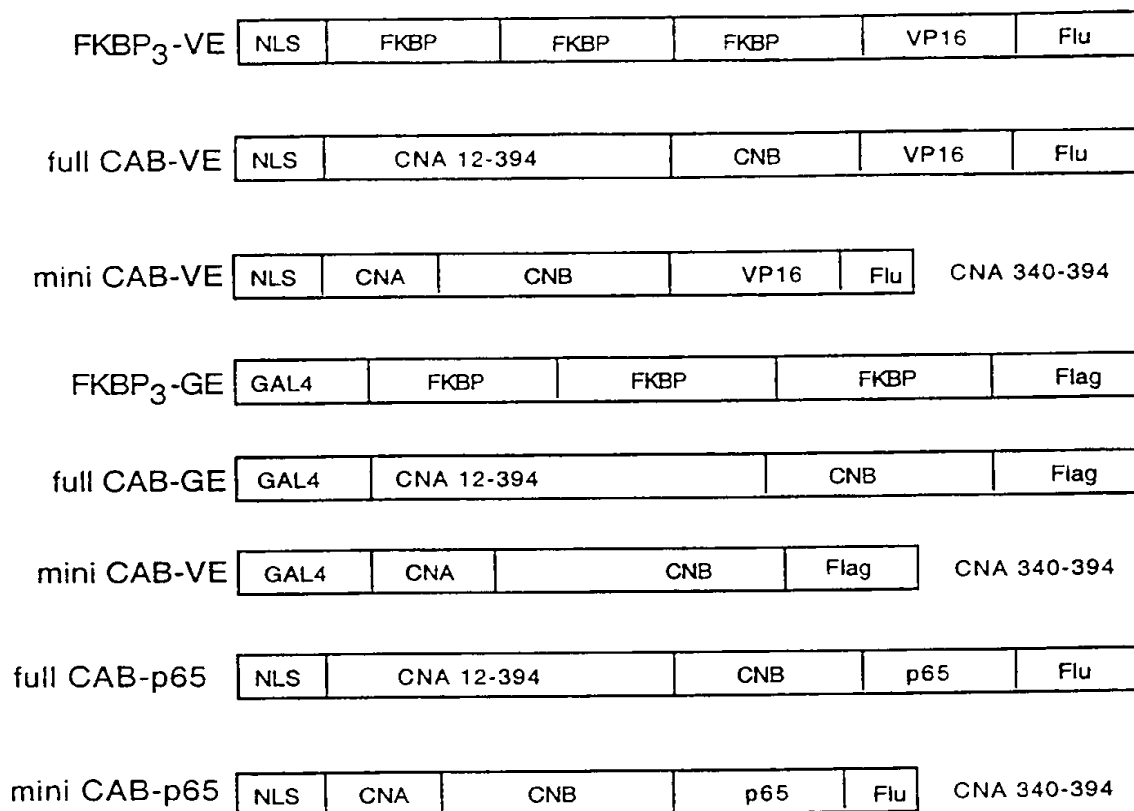 FKBP3-VE NLS FKBP FKBP FKBP VP16 Flu
full CAB-VE NLS CNA 12-394 CNB VP16 Flu
mini CAB-VE NLS CNA CNB VP16 Flu CNA 340-394
FKBP3-GE GAL4 FKBP FKBP FKBP Flag
full CAB-GE GAL4 CNA 12-394 CNB Flag
mini CAB-VE GAL4 CNA CNB Flag CNA 340-394
full CAB-p65 NLS CNA 12-394 CNB p65 Flu
mini CAB-p65 NLS CNA CNB p65 Flu CNA 340-394